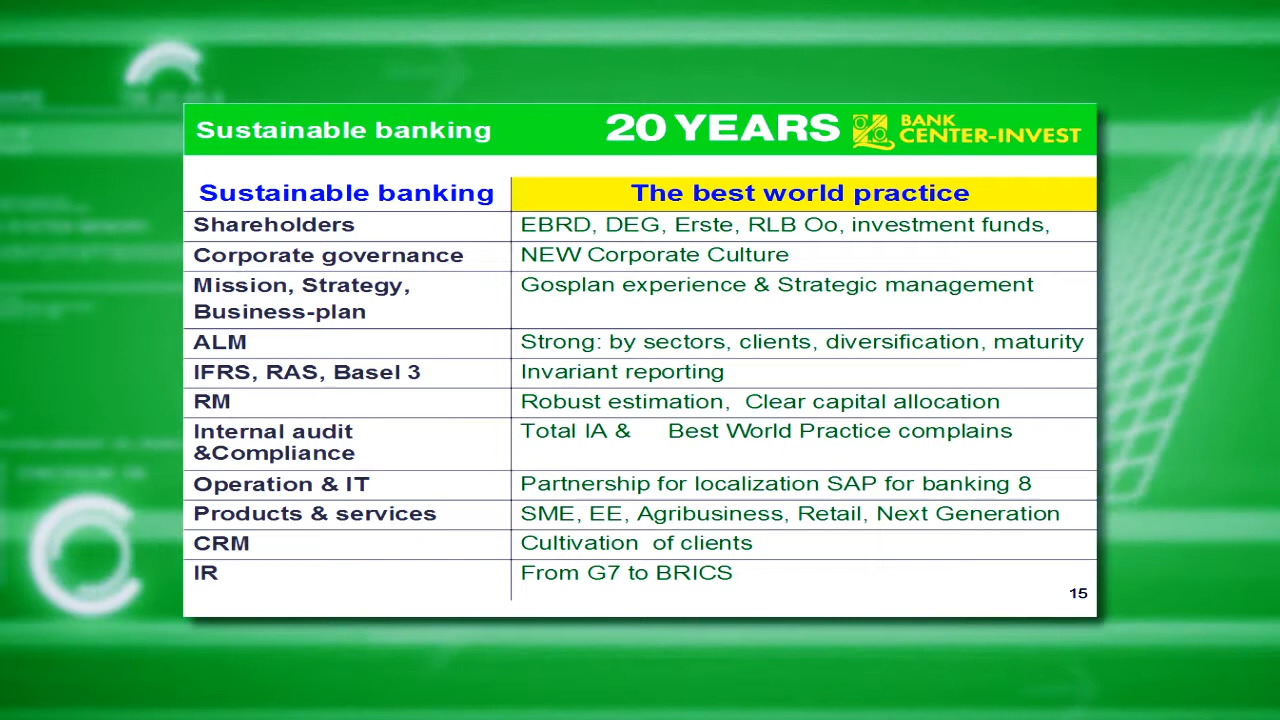 Sustainable banking
20 YEARS
BANK
CENTER-INVEST
Sustainable banking The best world practice
Shareholders EBRD, DEG, Erste, RLB Oo, investment funds,
Corporate governance NEW Corporate Culture
Mission, Strategy, Gosplan experience & Strategic management
Business-plan
ALM Strong: by sectors, clients, diversification, maturity
IFRS, RAS, Basel 3 Invariant reporting
RM Robust estimation, Clear capital allocation
Internal audit Total IA & Best World Practice complains
&Compliance
Operation & IT Partnership for localization SAP for banking 8
Products & services SME, EE, Agribusiness, Retail, Next Generation
CRM Cultivation of clients
IR From G7 to BRICS
15